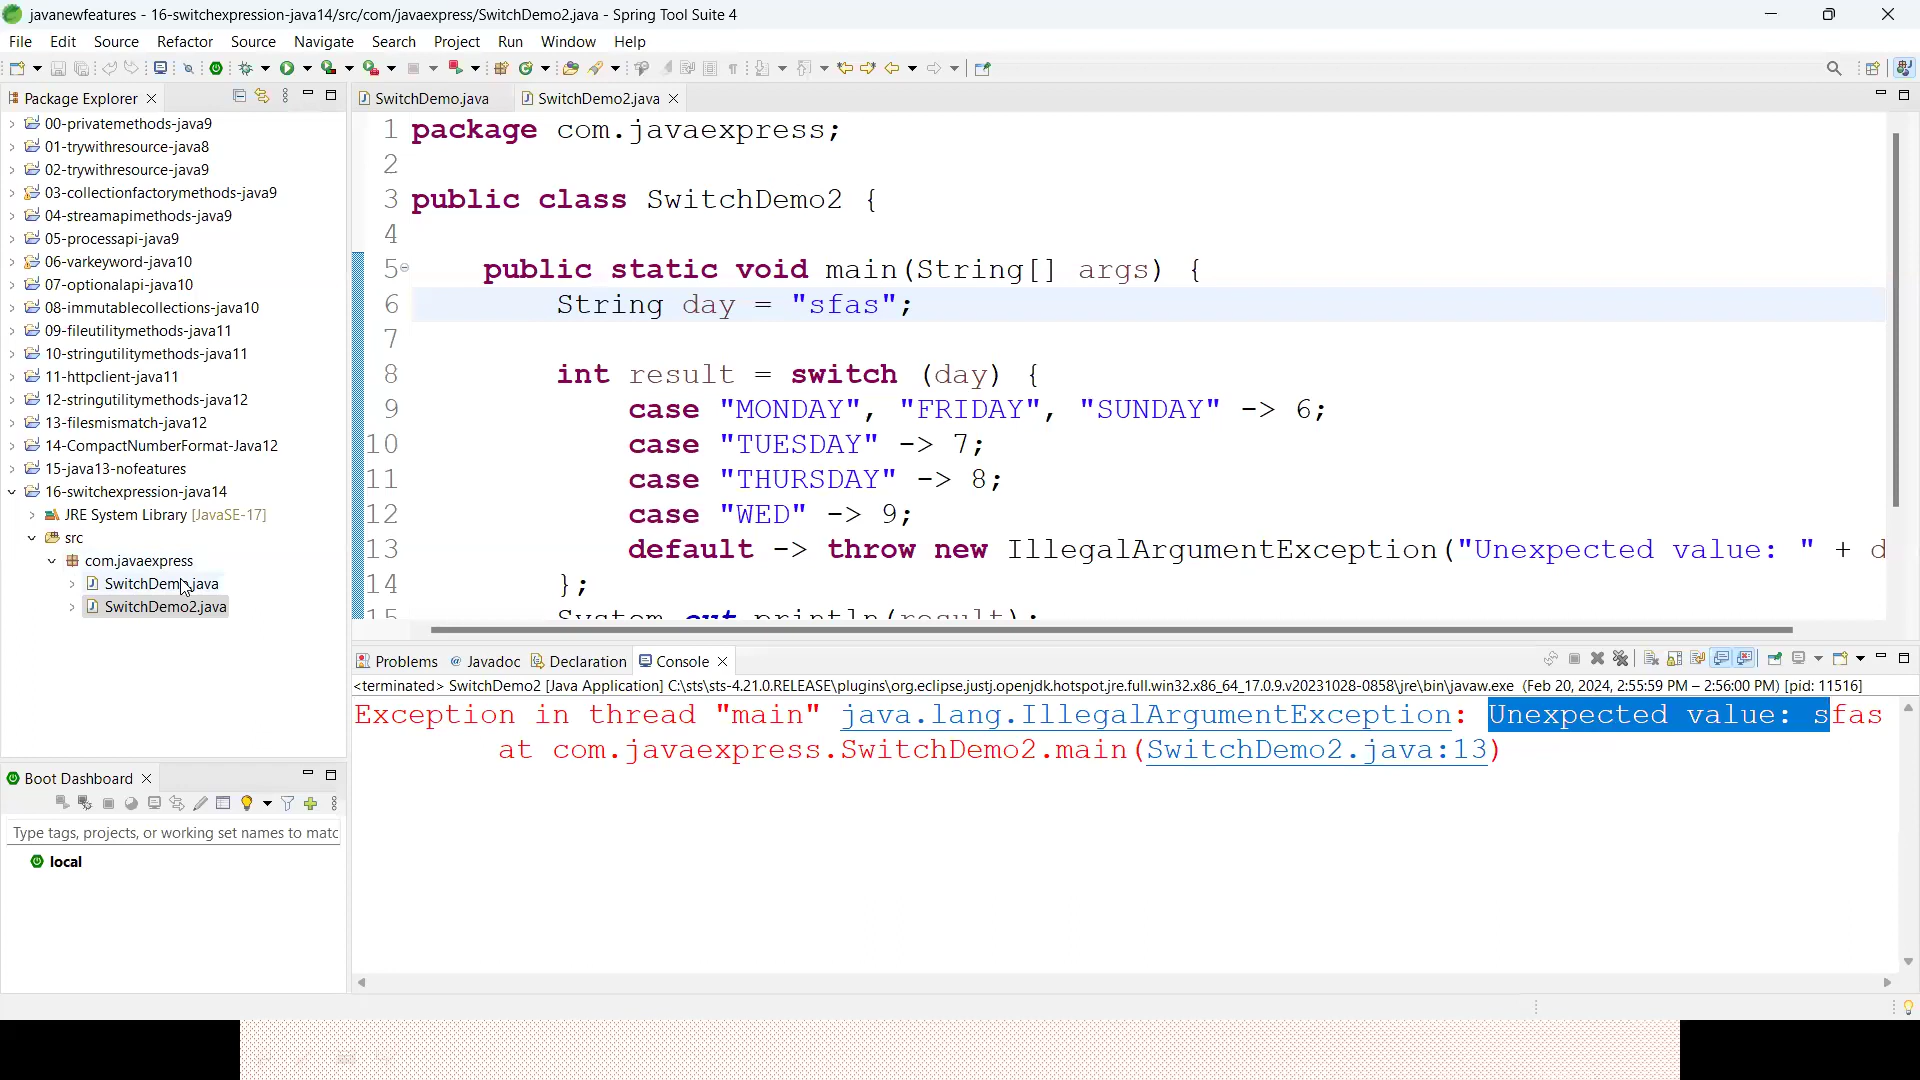 javanewfeatures - 16-switchexpression-java14/src/com/javaexpress/SwitchDemo2.java - Spring Tool Suite 4
File Edit Source Refactor Source Navigate Search Project Run Window Help
Package Explorer
00-privatemethods-java9
01-trywithresource-java8
02-trywithresource-java9
03-collectionfactorymethods-java9
04-streamapimethods-java9
05-processapi-java9
06-varkeyword-java10
07-optionalapi-java10
08-immutablecollections-java10
09-fileutilitymethods-java11
10-stringutilitymethods-java11
11-httpclient-java11
12-stringutilitymethods-java12
13-filesmismatch-java12
14-CompactNumberFormat-Java12
15-java13-nofeatures
16-switchexpression-java14
JRE System Library [JavaSE-17]
src
com.javaexpress
SwitchDemo.java
SwitchDemo2.java
Boot Dashboard
Type tags, projects, or working set names to matc
local
SwitchDemo.java SwitchDemo2.java
1 package com.javaexpress;
2
3 public class SwitchDemo2 {
4
5 public static void main(String[] args) {
6 String day = "sfas";
7
8 int result = switch (day) {
9 case "MONDAY", "FRIDAY", "SUNDAY" -> 6;
10 case "TUESDAY" -> 7;
11 case "THURSDAY" -> 8;
12 case "WED" -> 9;
13 default -> throw new IllegalArgumentException("Unexpected value: " + d
14 };
15 System.out.println(result);
Problems Javadoc Declaration Console
<terminated> SwitchDemo2 [Java Application] C:\sts\sts-4.21.0.RELEASE\plugins\org.eclipse.justj.openjdk.hotspot.jre.full.win32.x86_64_17.0.9.v20231028-0858\jre\bin\javaw.exe (Feb 20, 2024, 2:55:59 PM – 2:56:00 PM) [pid: 11516]
Exception in thread "main" java.lang.IllegalArgumentException: Unexpected value: sfas
at com.javaexpress.SwitchDemo2.main(SwitchDemo2.java:13)